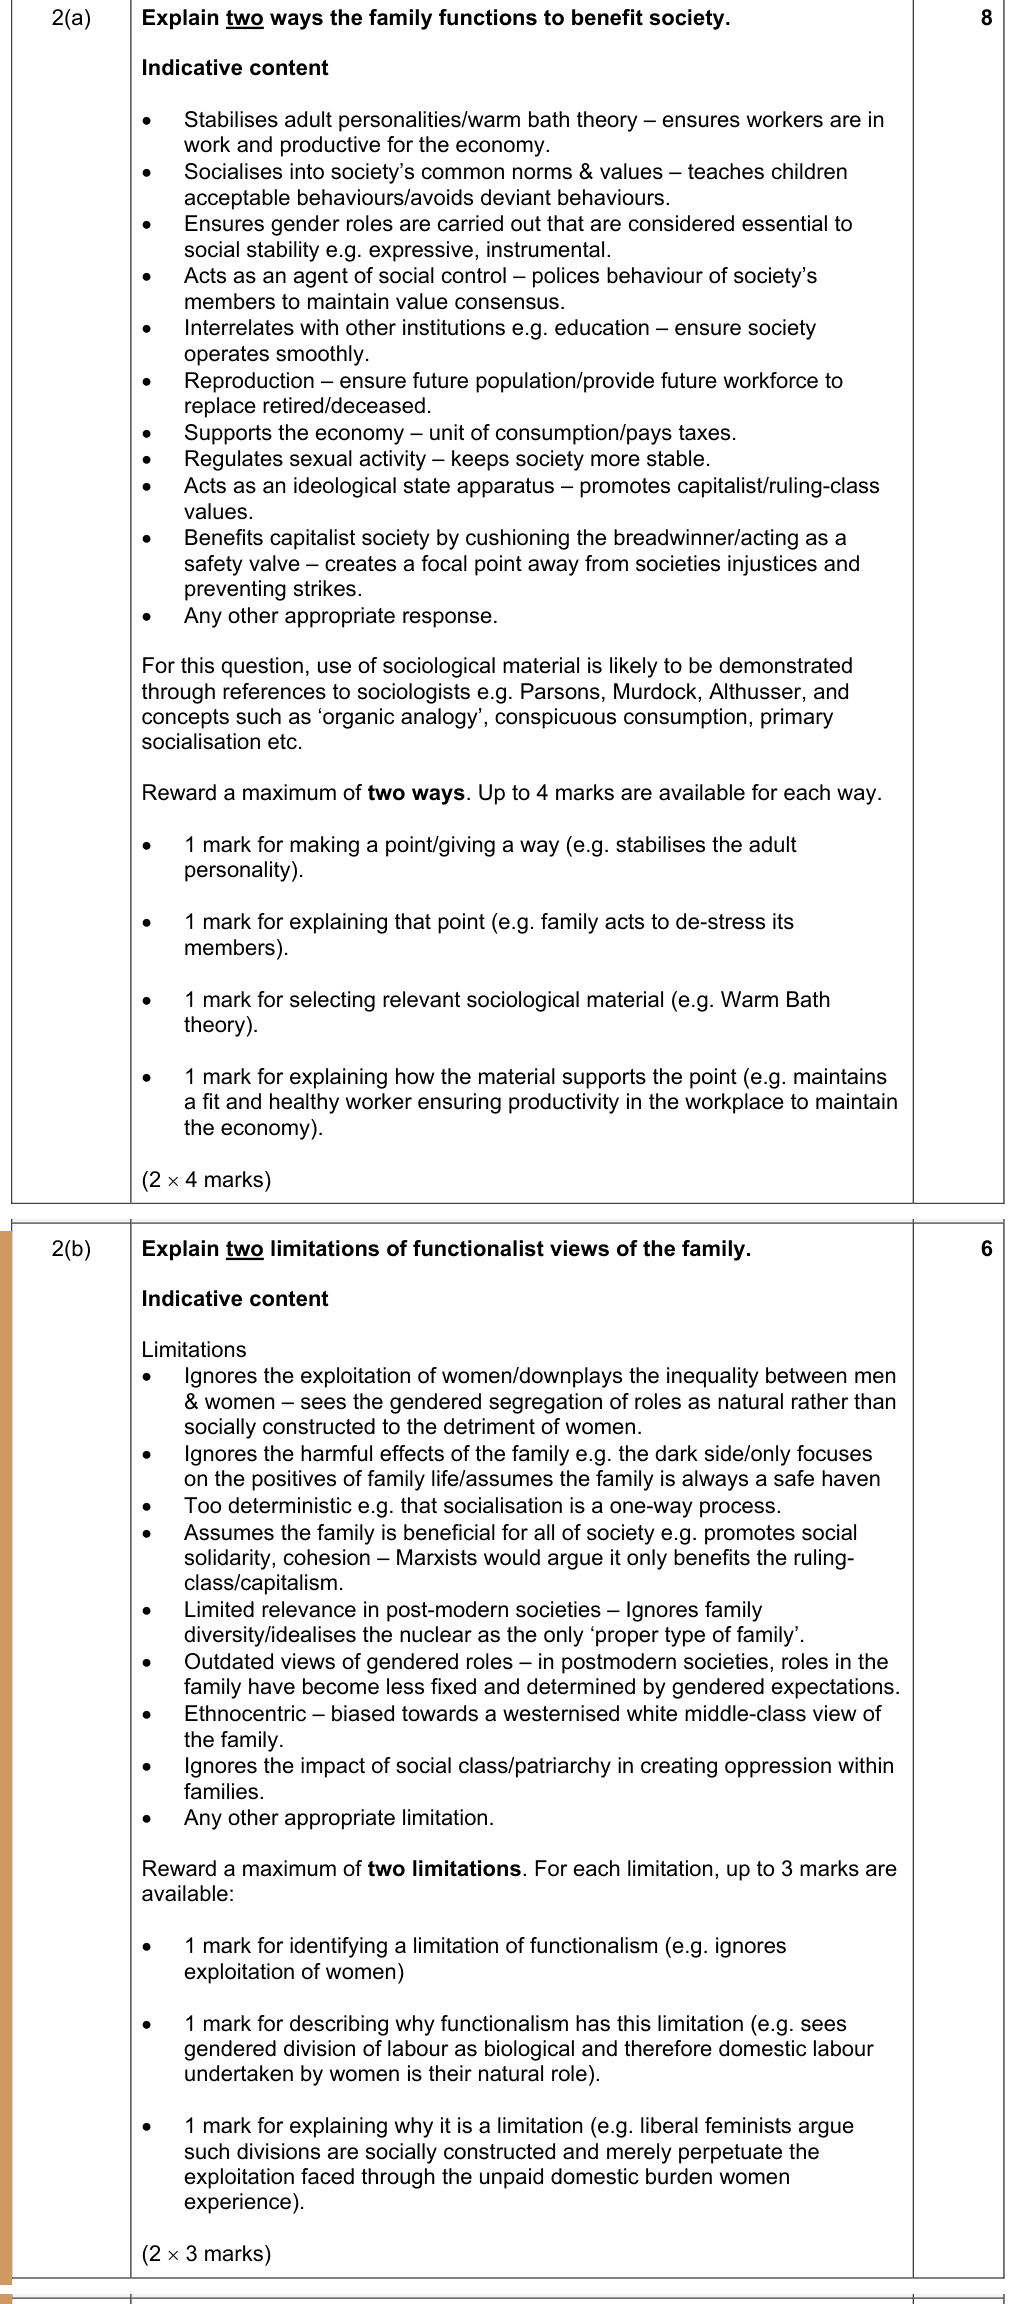 2(a)
Explain two ways the family functions to benefit society.
8
Indicative content
• Stabilises adult personalities/warm bath theory – ensures workers are in
work and productive for the economy.
• Socialises into society’s common norms & values – teaches children
acceptable behaviours/avoids deviant behaviours.
• Ensures gender roles are carried out that are considered essential to
social stability e.g. expressive, instrumental.
• Acts as an agent of social control – polices behaviour of society’s
members to maintain value consensus.
• Interrelates with other institutions e.g. education – ensure society
operates smoothly.
• Reproduction – ensure future population/provide future workforce to
replace retired/deceased.
• Supports the economy – unit of consumption/pays taxes.
• Regulates sexual activity – keeps society more stable.
• Acts as an ideological state apparatus – promotes capitalist/ruling-class
values.
• Benefits capitalist society by cushioning the breadwinner/acting as a
safety valve – creates a focal point away from societies injustices and
preventing strikes.
• Any other appropriate response.
For this question, use of sociological material is likely to be demonstrated
through references to sociologists e.g. Parsons, Murdock, Althusser, and
concepts such as ‘organic analogy’, conspicuous consumption, primary
socialisation etc.
Reward a maximum of two ways. Up to 4 marks are available for each way.
• 1 mark for making a point/giving a way (e.g. stabilises the adult
personality).
• 1 mark for explaining that point (e.g. family acts to de-stress its
members).
• 1 mark for selecting relevant sociological material (e.g. Warm Bath
theory).
• 1 mark for explaining how the material supports the point (e.g. maintains
a fit and healthy worker ensuring productivity in the workplace to maintain
the economy).
(2 × 4 marks)
2(b)
Explain two limitations of functionalist views of the family.
6
Indicative content
Limitations
• Ignores the exploitation of women/downplays the inequality between men
& women – sees the gendered segregation of roles as natural rather than
socially constructed to the detriment of women.
• Ignores the harmful effects of the family e.g. the dark side/only focuses
on the positives of family life/assumes the family is always a safe haven
• Too deterministic e.g. that socialisation is a one-way process.
• Assumes the family is beneficial for all of society e.g. promotes social
solidarity, cohesion – Marxists would argue it only benefits the ruling-
class/capitalism.
• Limited relevance in post-modern societies – Ignores family
diversity/idealises the nuclear as the only ‘proper type of family’.
• Outdated views of gendered roles – in postmodern societies, roles in the
family have become less fixed and determined by gendered expectations.
• Ethnocentric – biased towards a westernised white middle-class view of
the family.
• Ignores the impact of social class/patriarchy in creating oppression within
families.
• Any other appropriate limitation.
Reward a maximum of two limitations. For each limitation, up to 3 marks are
available:
• 1 mark for identifying a limitation of functionalism (e.g. ignores
exploitation of women)
• 1 mark for describing why functionalism has this limitation (e.g. sees
gendered division of labour as biological and therefore domestic labour
undertaken by women is their natural role).
• 1 mark for explaining why it is a limitation (e.g. liberal feminists argue
such divisions are socially constructed and merely perpetuate the
exploitation faced through the unpaid domestic burden women
experience).
(2 × 3 marks)